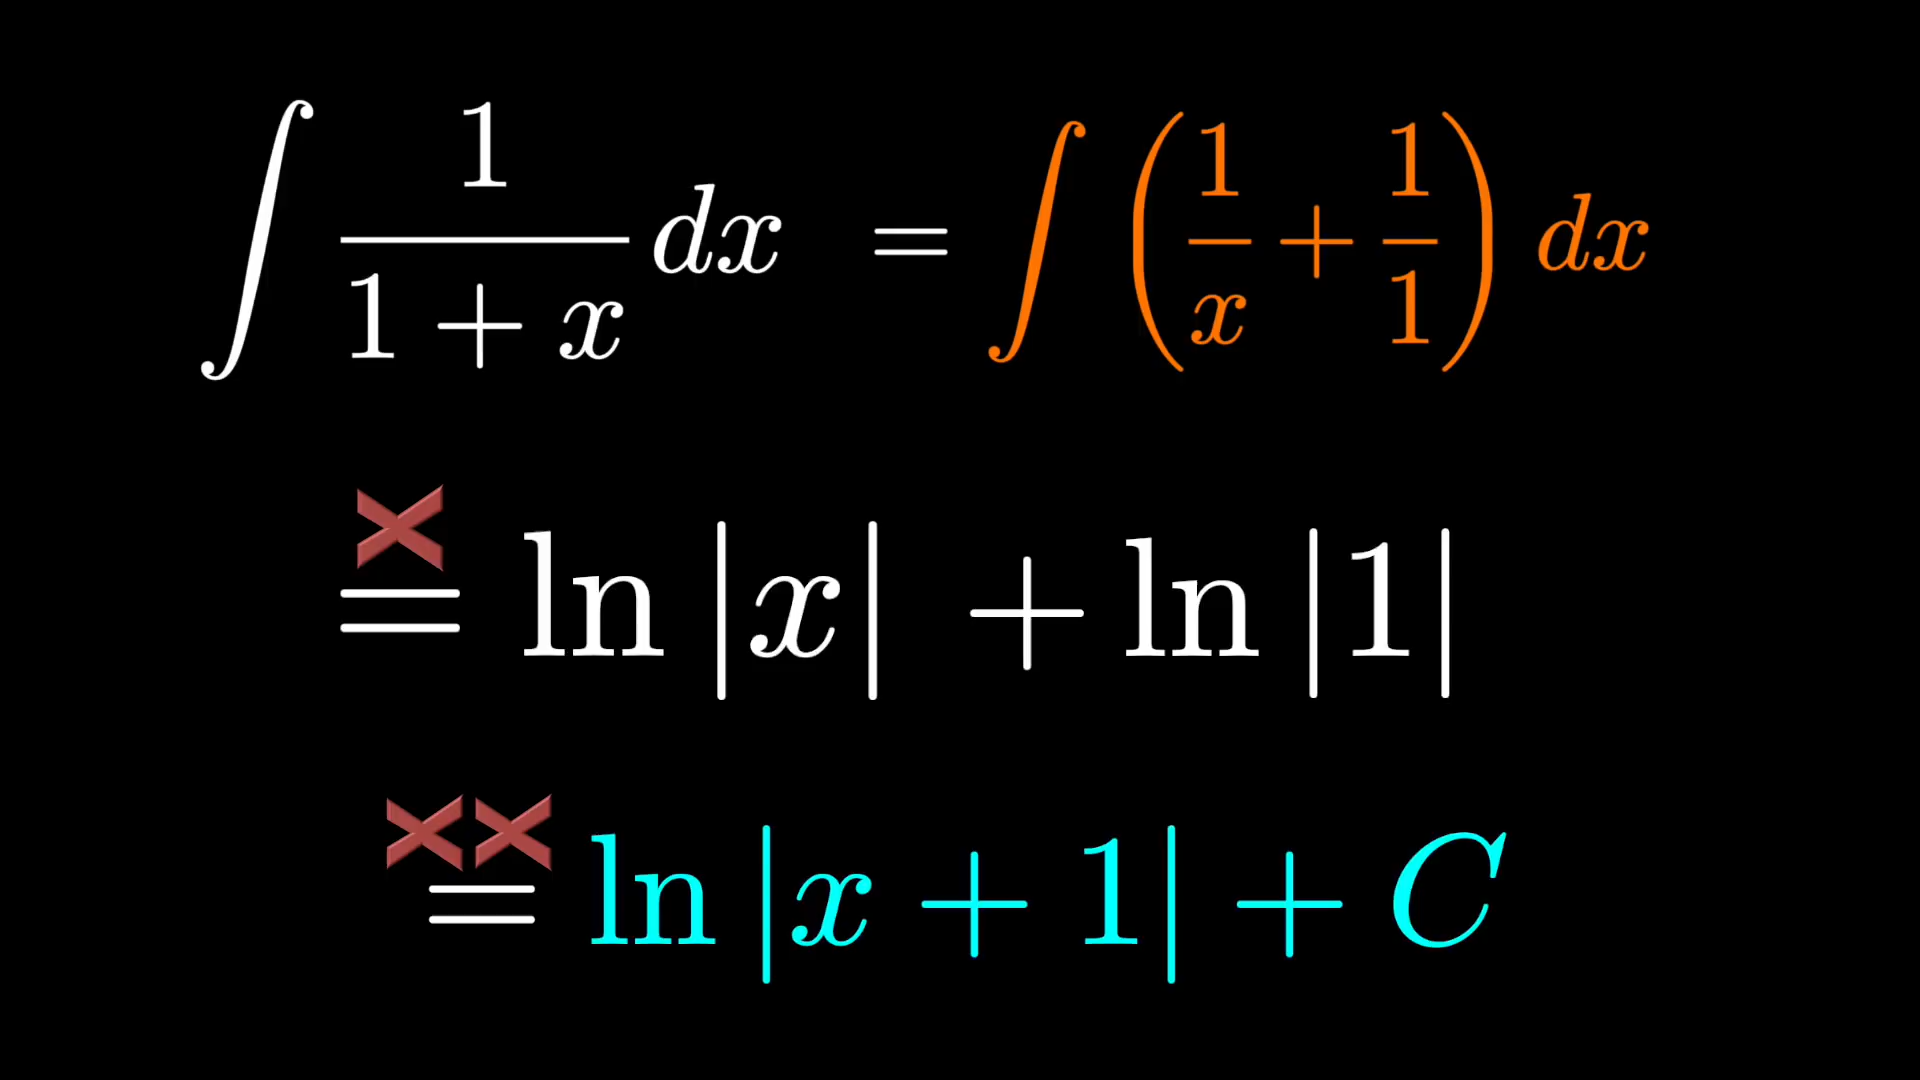 ∫ 1/(1 + x) dx = ∫ (1/x + 1/1) dx
= ln |x| + ln |1|
= ln |x + 1| + C